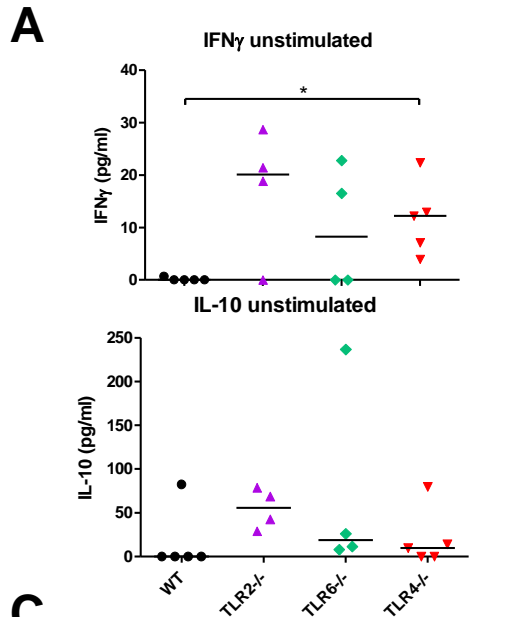 A
IFNγ unstimulated
40
30
20
10
0
IFNγ (pg/ml)
*
IL-10 unstimulated
250
200
150
100
50
0
IL-10 (pg/ml)
WT
TLR2-/-
TLR6-/-
TLR4-/-
C